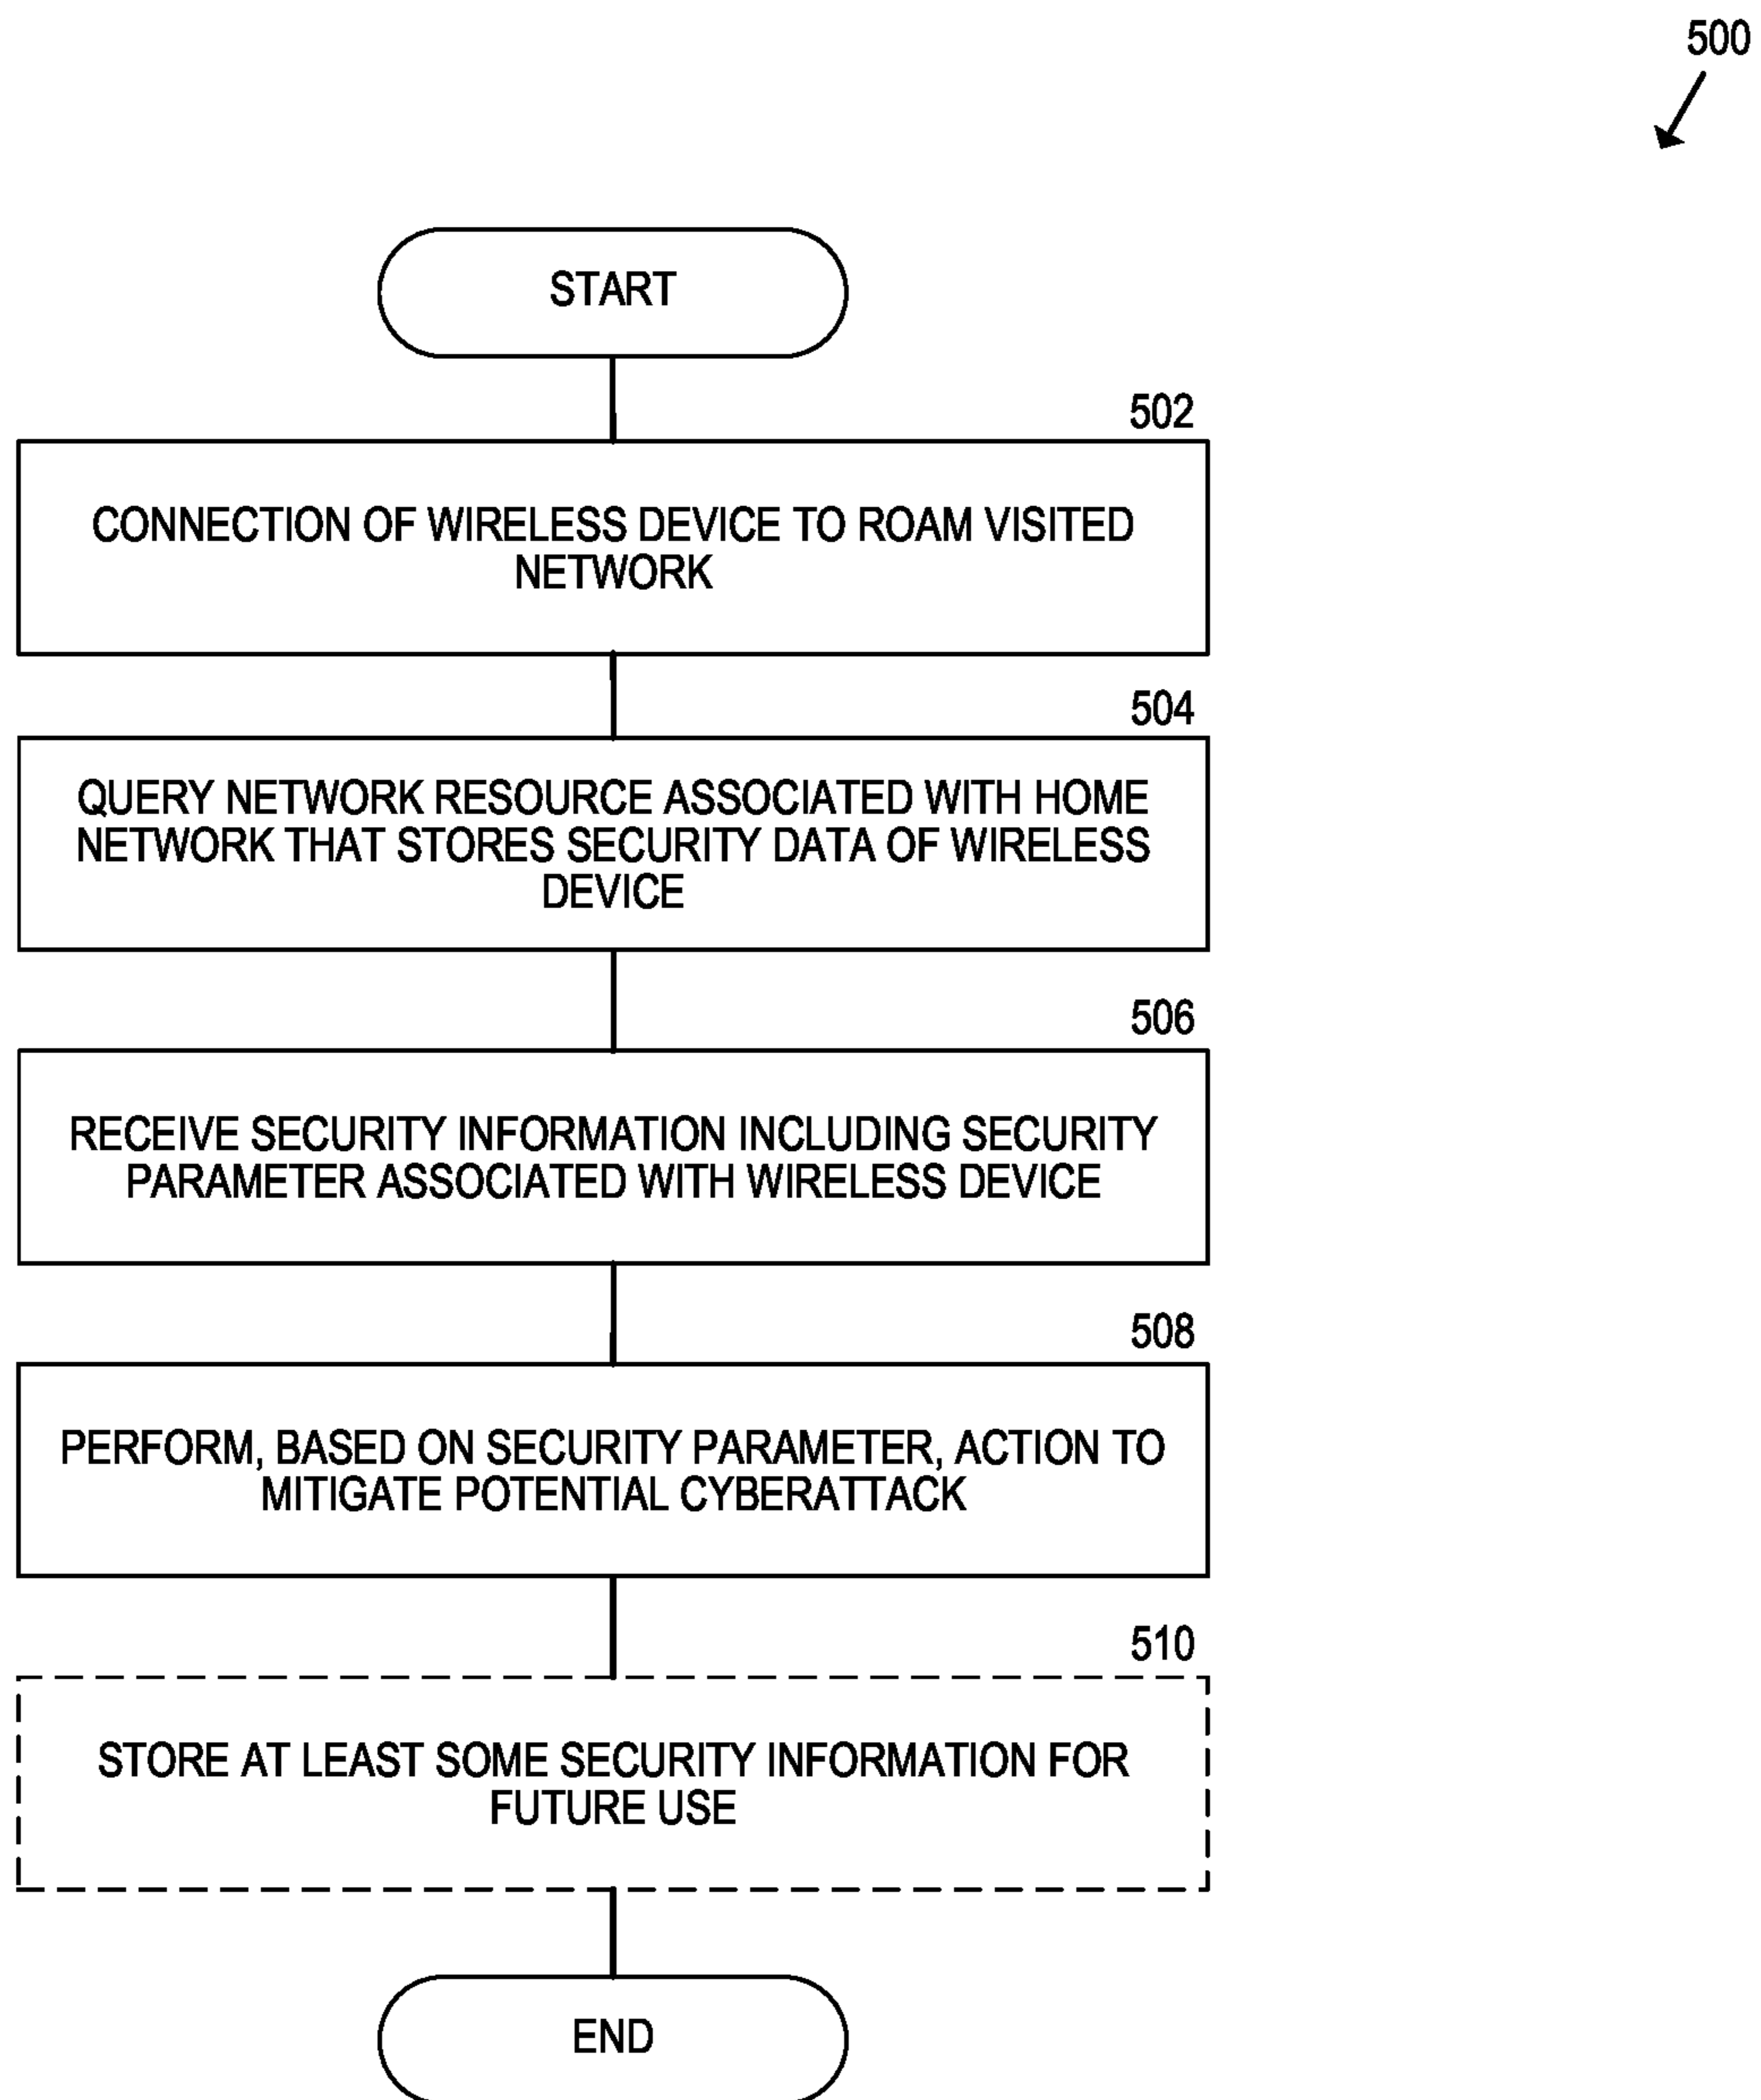 500
START
502
CONNECTION OF WIRELESS DEVICE TO ROAM VISITED
NETWORK
504
QUERY NETWORK RESOURCE ASSOCIATED WITH HOME
NETWORK THAT STORES SECURITY DATA OF WIRELESS
DEVICE
506
RECEIVE SECURITY INFORMATION INCLUDING SECURITY
PARAMETER ASSOCIATED WITH WIRELESS DEVICE
508
PERFORM, BASED ON SECURITY PARAMETER, ACTION TO
MITIGATE POTENTIAL CYBERATTACK
510
STORE AT LEAST SOME SECURITY INFORMATION FOR
FUTURE USE
END